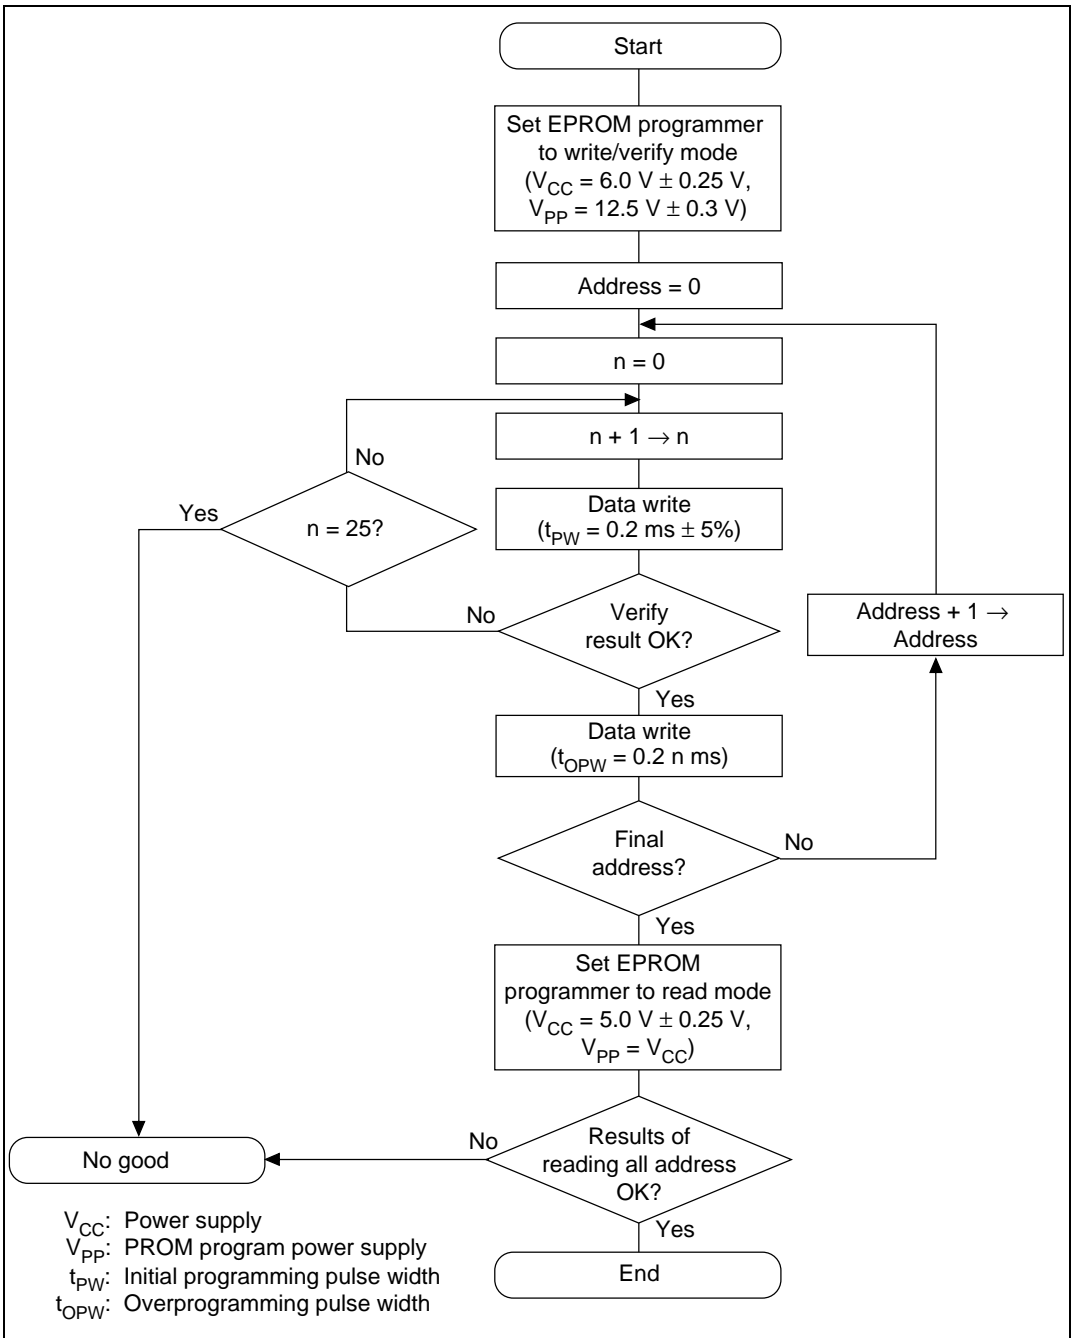 Start
Set EPROM programmer
to write/verify mode
(VCC = 6.0 V ± 0.25 V,
VPP = 12.5 V ± 0.3 V)
Address = 0
n = 0
n + 1 → n
No
Yes
n = 25?
Data write
(tPW = 0.2 ms ± 5%)
No
Verify
result OK?
Address + 1 →
Address
Yes
Data write
(tOPW = 0.2 n ms)
Final
address?
No
Yes
Set EPROM
programmer to read mode
(VCC = 5.0 V ± 0.25 V,
VPP = VCC)
No
Results of
reading all address
OK?
No good
Yes
End
VCC: Power supply
VPP: PROM program power supply
tPW: Initial programming pulse width
tOPW: Overprogramming pulse width